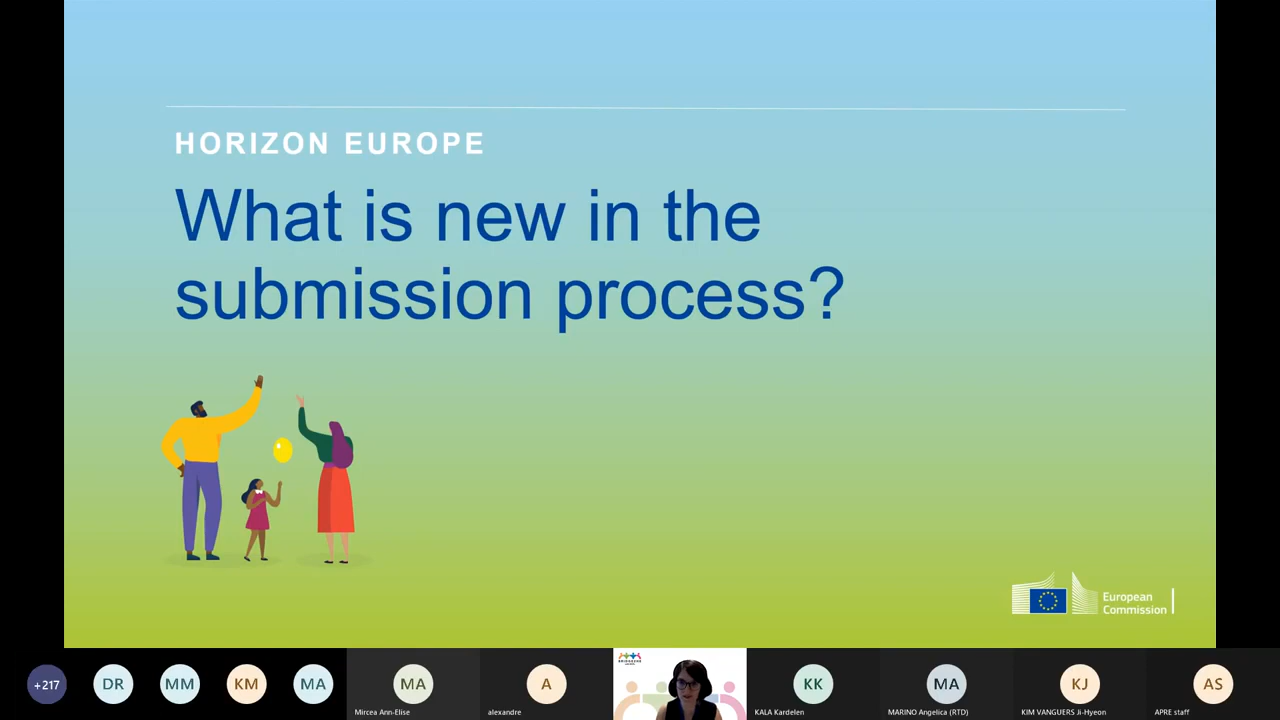 HORIZON EUROPE
What is new in the
submission process?
European
Commission
+217
DR
MM
KM
MA
MA
Mircea Ann-Elise
A
alexandre
KK
KALA Kardelen
MA
MARINO Angelica (RTD)
KJ
KIM VANGUERS Ji-Hyeon
AS
APRE staff